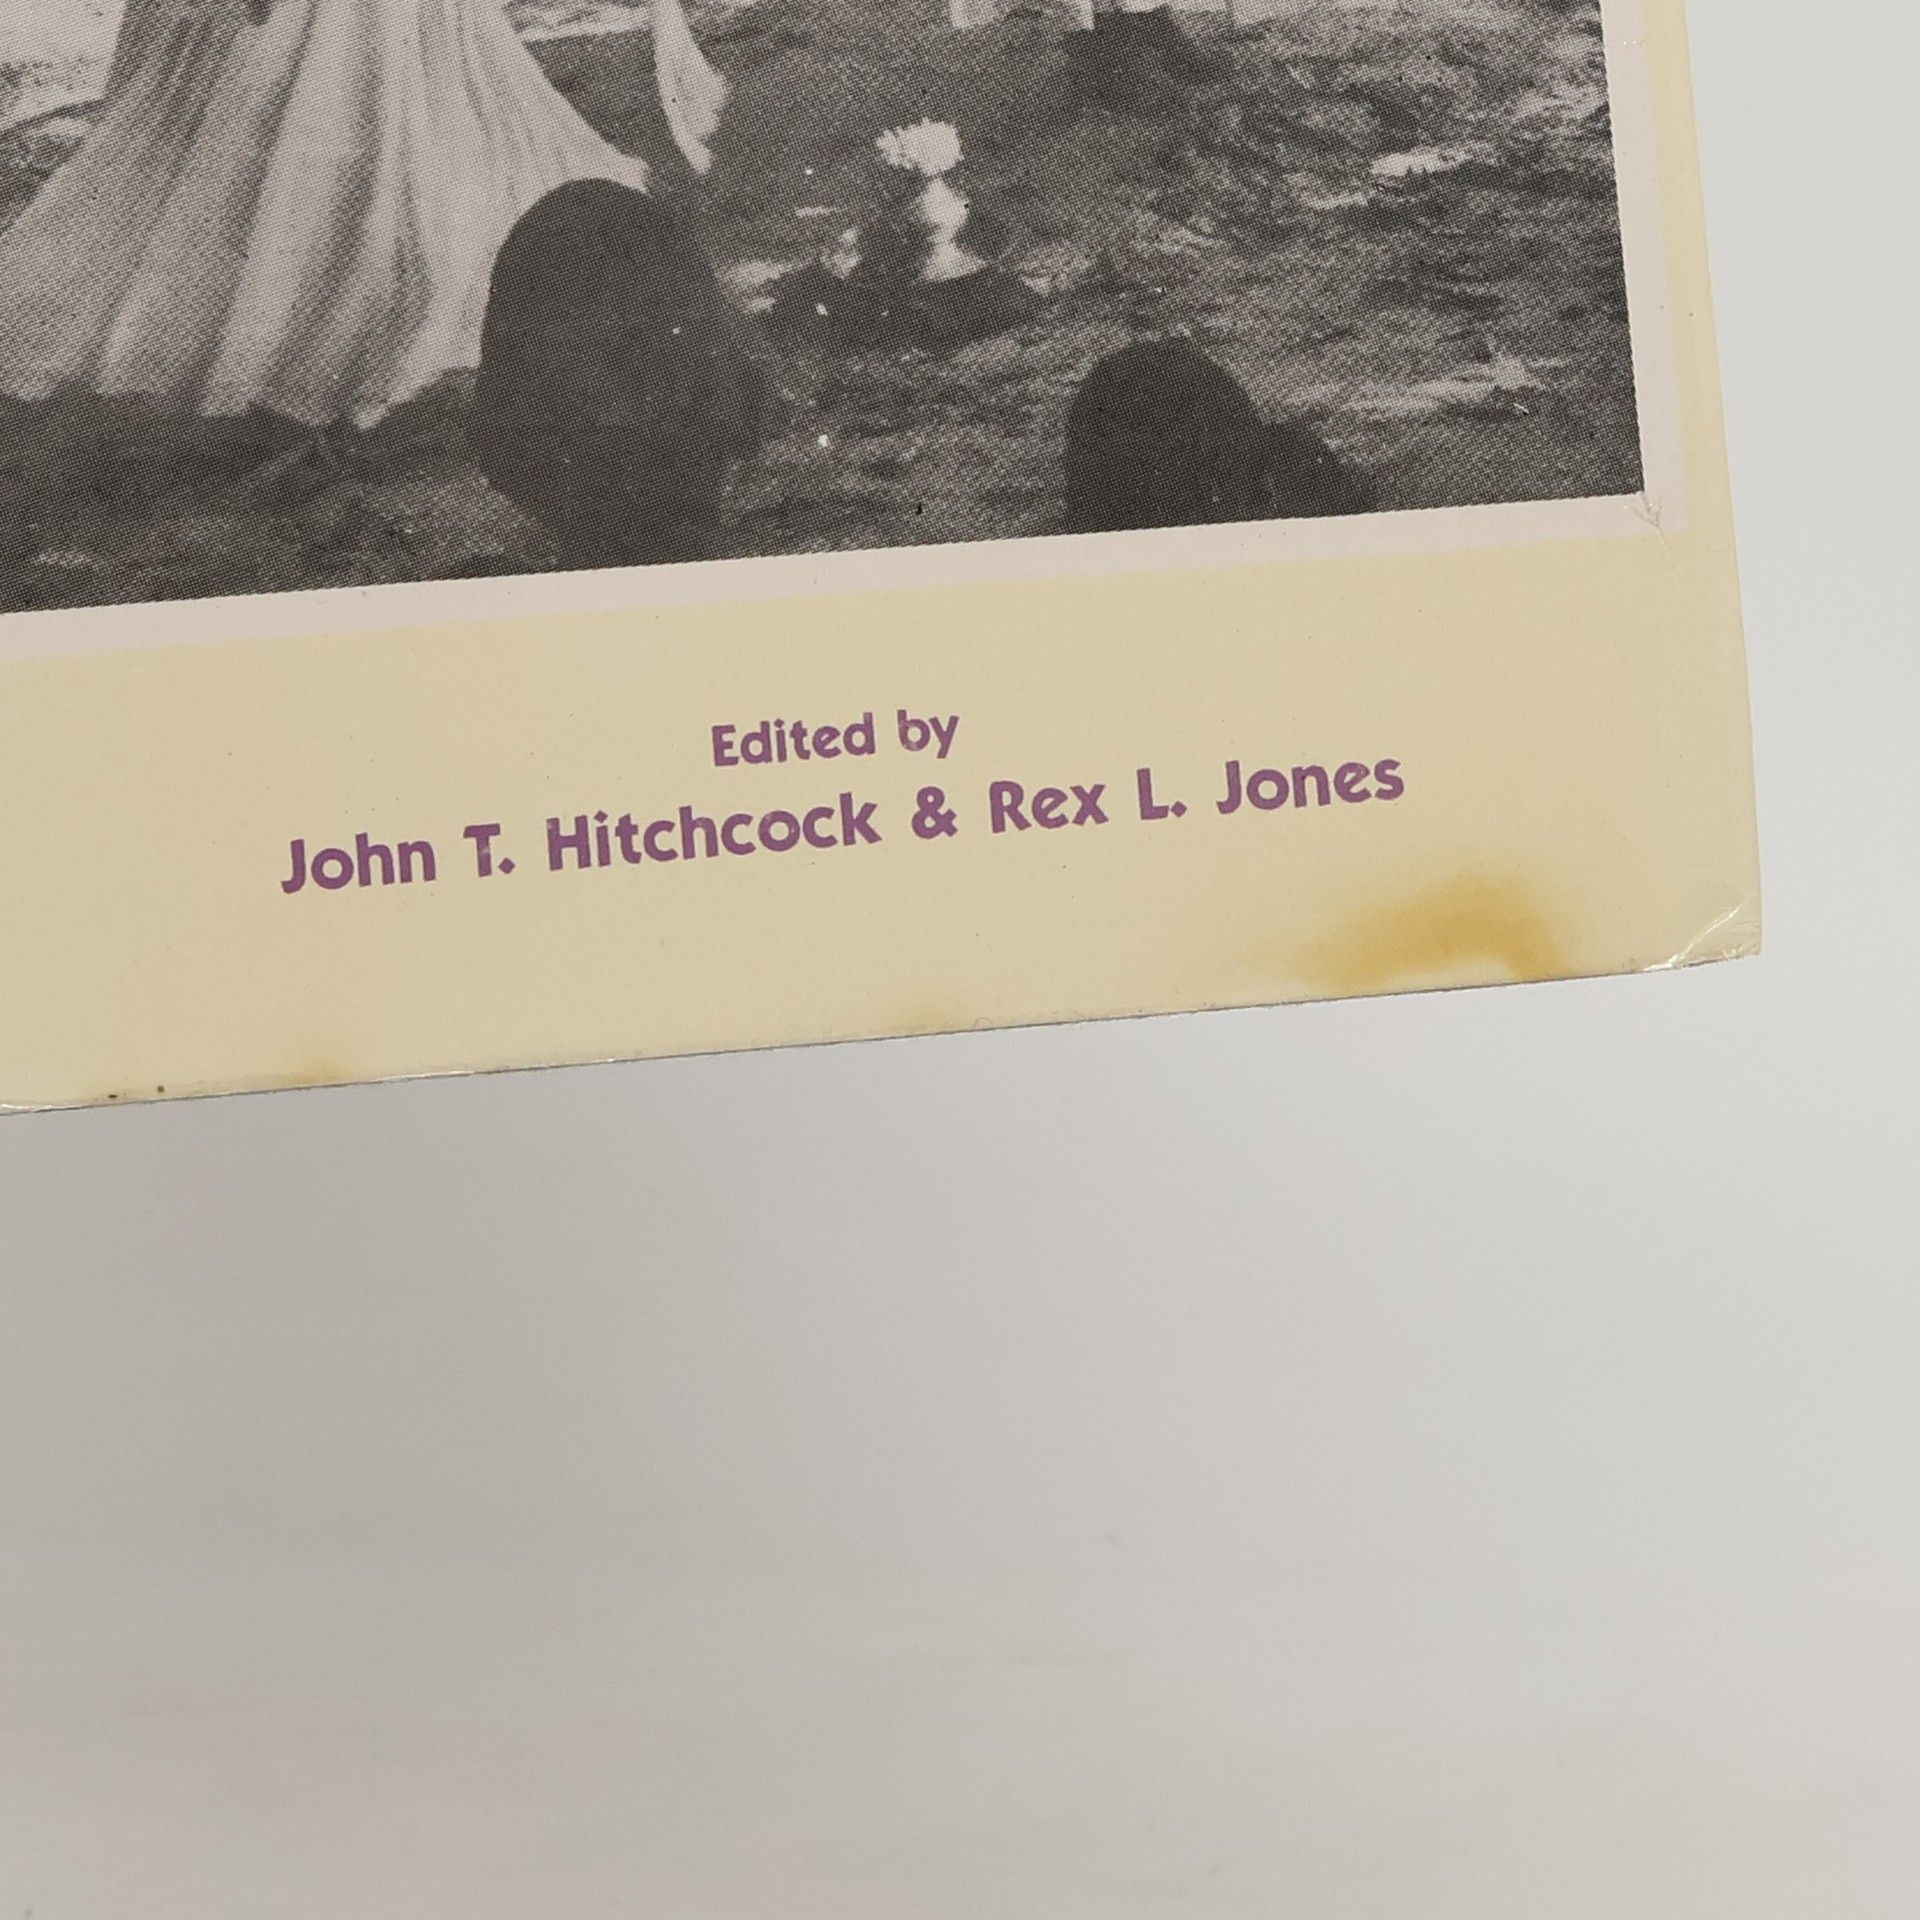 Edited by
John T. Hitchcock & Rex L. Jones